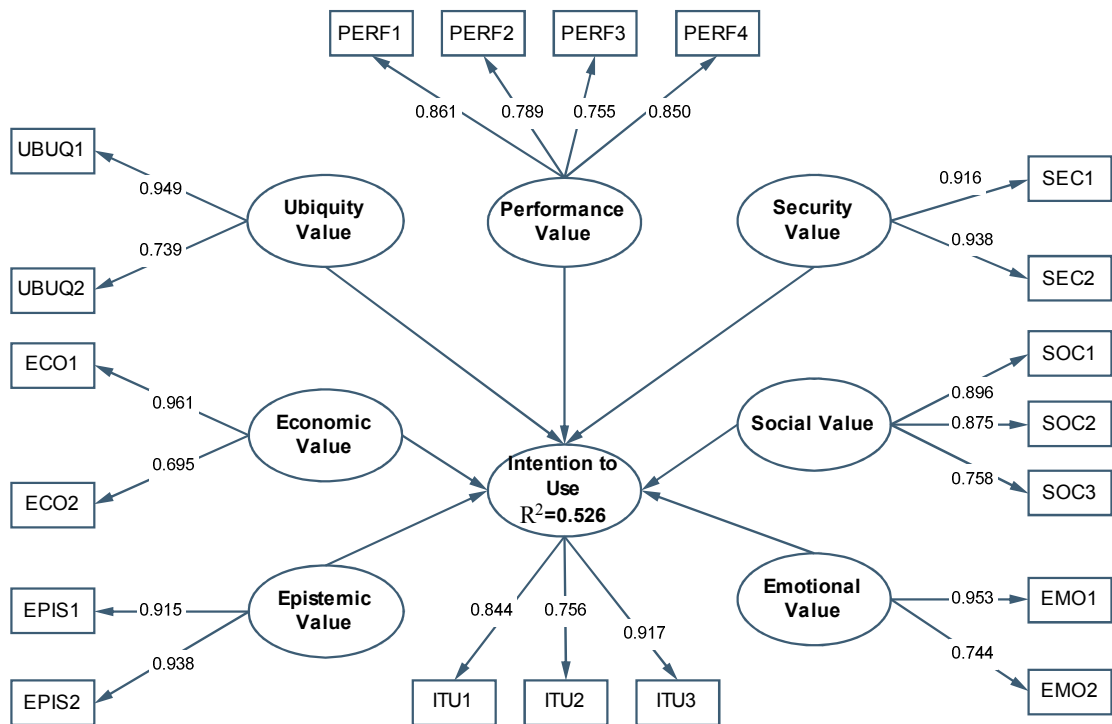 PERF1
PERF2
PERF3
PERF4
0.861
0.789
0.755
0.850
UBUQ1
0.949
0.739
UBUQ2
Ubiquity
Value
Performance
Value
Security
Value
0.916
0.938
SEC1
SEC2
ECO1
0.961
0.695
ECO2
Economic
Value
Social Value
0.896
0.875
0.758
SOC1
SOC2
SOC3
Intention to
Use
R²=0.526
EPIS1
0.915
0.938
EPIS2
Epistemic
Value
0.844
0.756
0.917
ITU1
ITU2
ITU3
Emotional
Value
0.953
0.744
EMO1
EMO2